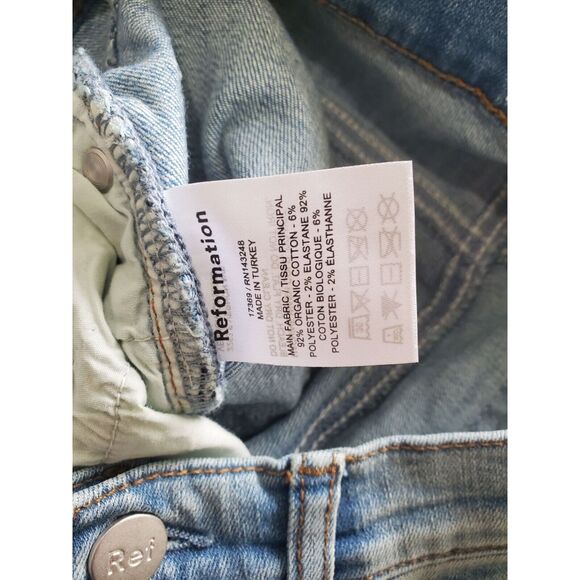 Reformation
17369 / RN143248
MADE IN TURKEY
MAIN FABRIC / TISSU PRINCIPAL
92% ORGANIC COTTON - 6%
POLYESTER - 2% ELASTANE 92%
COTON BIOLOGIQUE - 6%
POLYESTER - 2% ÉLASTHANNE
Ref